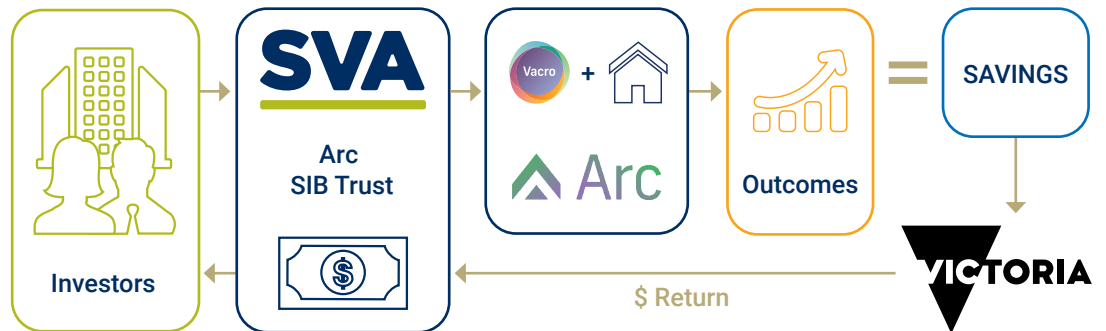 Investors
SVA
Arc
SIB Trust
$
Vacro
+
Arc
Outcomes
=
SAVINGS
VICTORIA
$ Return